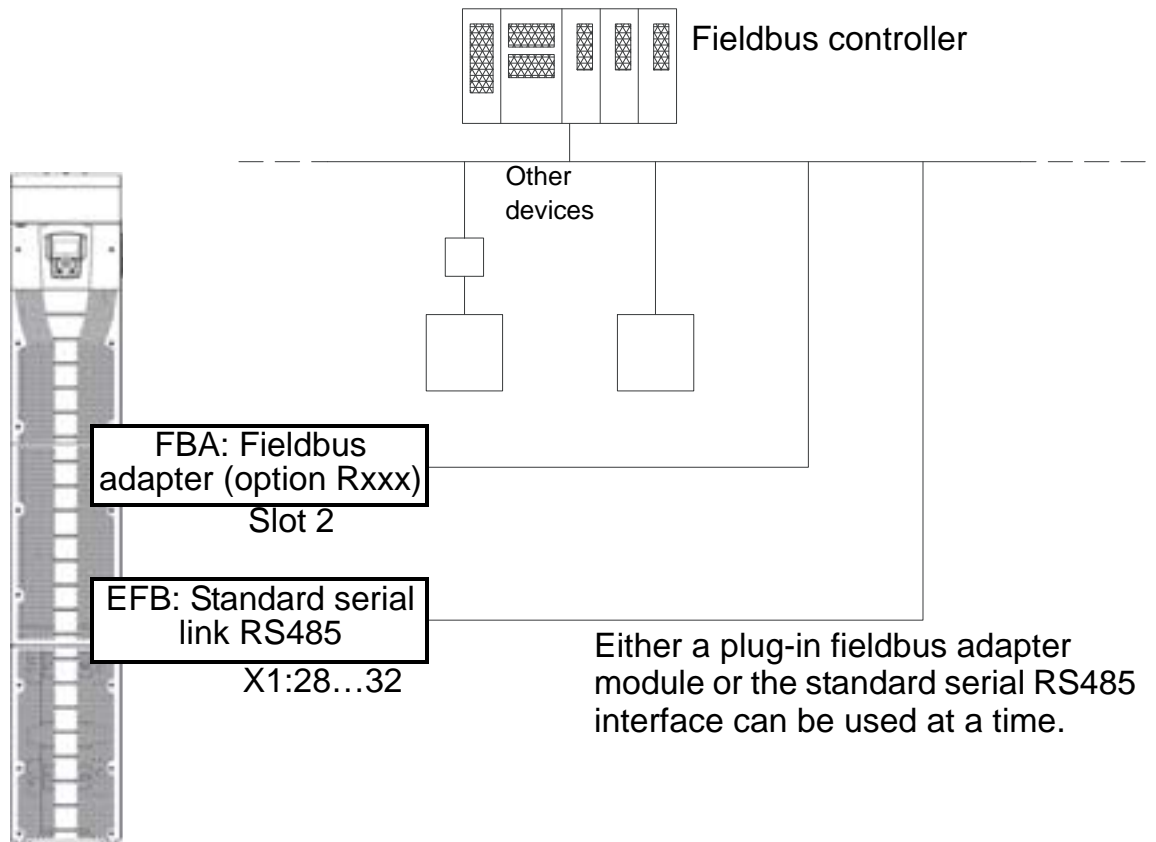 Fieldbus controller
Other
devices
FBA: Fieldbus
adapter (option Rxxx)
Slot 2
EFB: Standard serial
link RS485
X1:28…32
Either a plug-in fieldbus adapter
module or the standard serial RS485
interface can be used at a time.